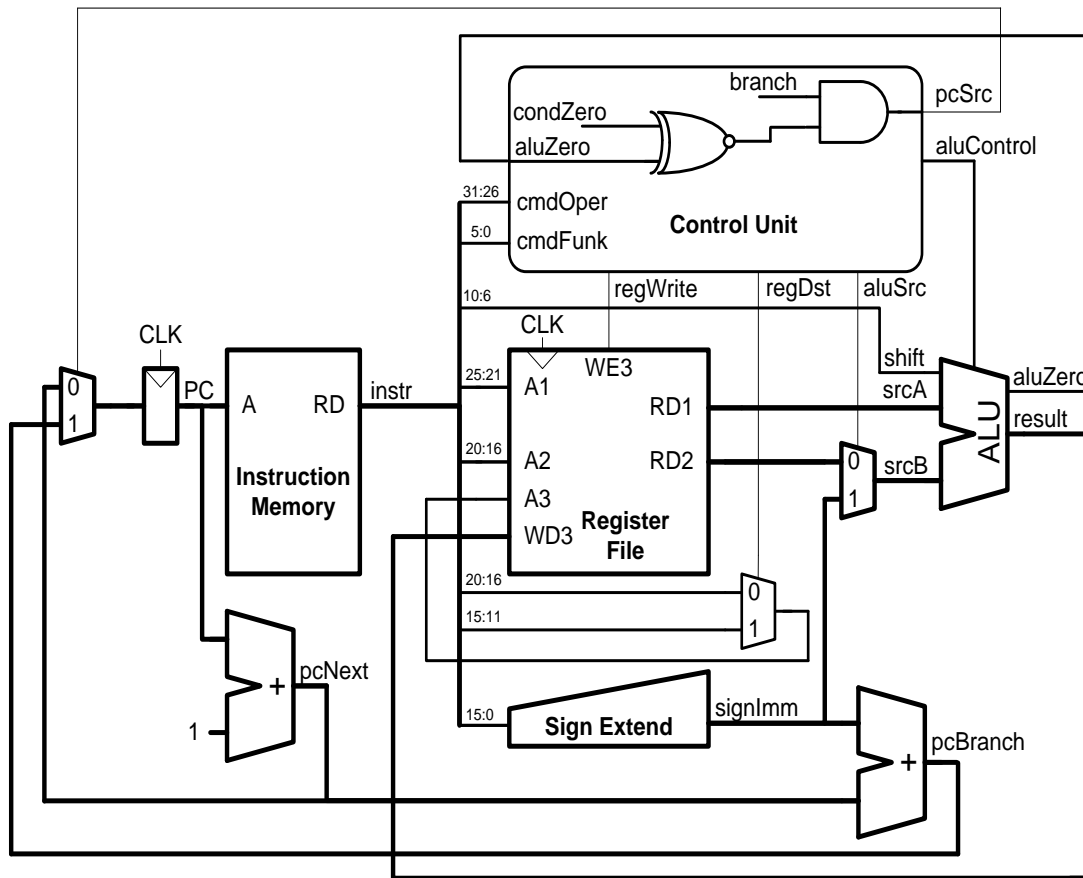 branch
pcSrc
condZero
aluZero
aluControl
31:26
cmdOper
5:0
cmdFunk
Control Unit
10:6
regWrite
regDst
aluSrc
CLK
CLK
shift
WE3
PC
A
RD
instr
25:21
A1
RD1
srcA
aluZero
0
1
result
ALU
20:16
A2
RD2
0
srcB
1
Instruction
Memory
A3
WD3
Register
File
20:16
0
15:11
1
pcNext
+
1
15:0
Sign Extend
signImm
pcBranch
+